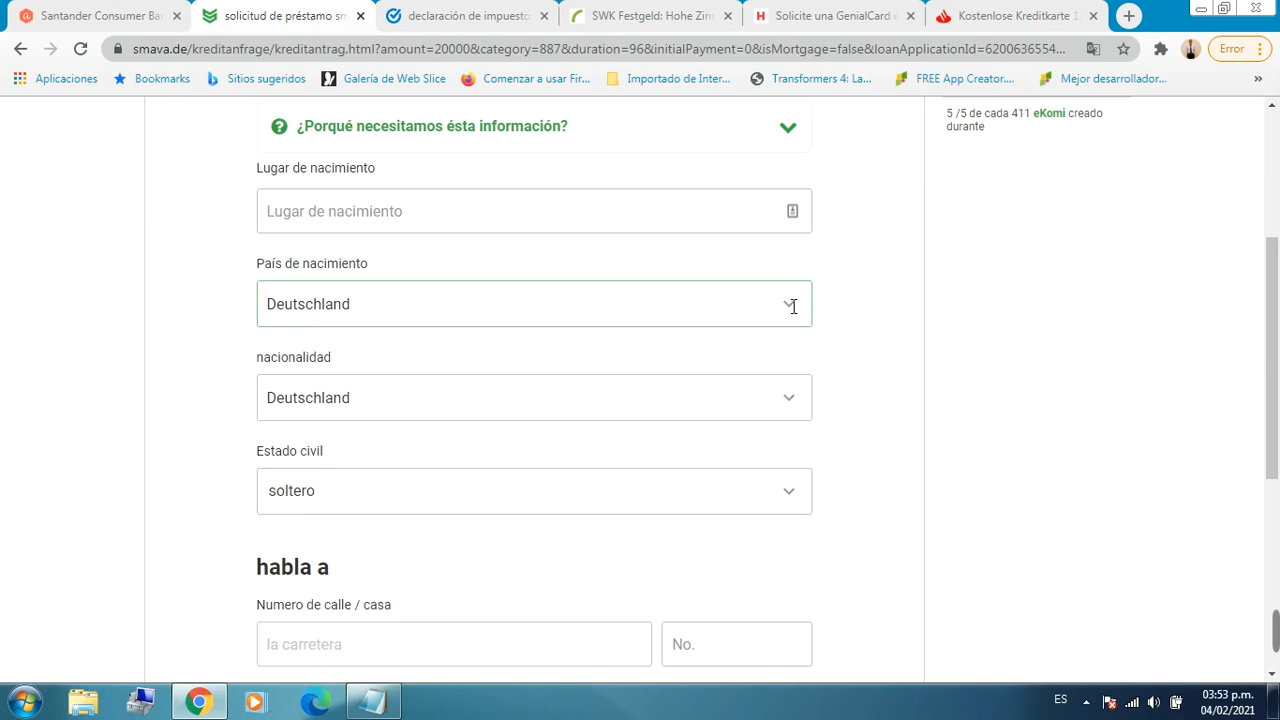 Santander Consumer Ba
solicitud de préstamo sm
declaración de impuesto
SWK Festgeld: Hohe Zins
Solicite una GenialCard e
Kostenlose Kreditkarte 1
smava.de/kreditanfrage/kreditantrag.html?amount=20000&category=887&duration=96&initialPayment=0&isMortgage=false&loanApplicationId=6200636554...
Error
Aplicaciones
Bookmarks
Sitios sugeridos
Galería de Web Slice
Comenzar a usar Fir...
Importado de Inter...
Transformers 4: La...
FREE App Creator....
Mejor desarrollador...
»
5 /5 de cada 411 eKomi creado
durante
¿Porqué necesitamos ésta información?
Lugar de nacimiento
Lugar de nacimiento
País de nacimiento
Deutschland
nacionalidad
Deutschland
Estado civil
soltero
habla a
Numero de calle / casa
la carretera
No.
ES
03:53 p.m.
04/02/2021